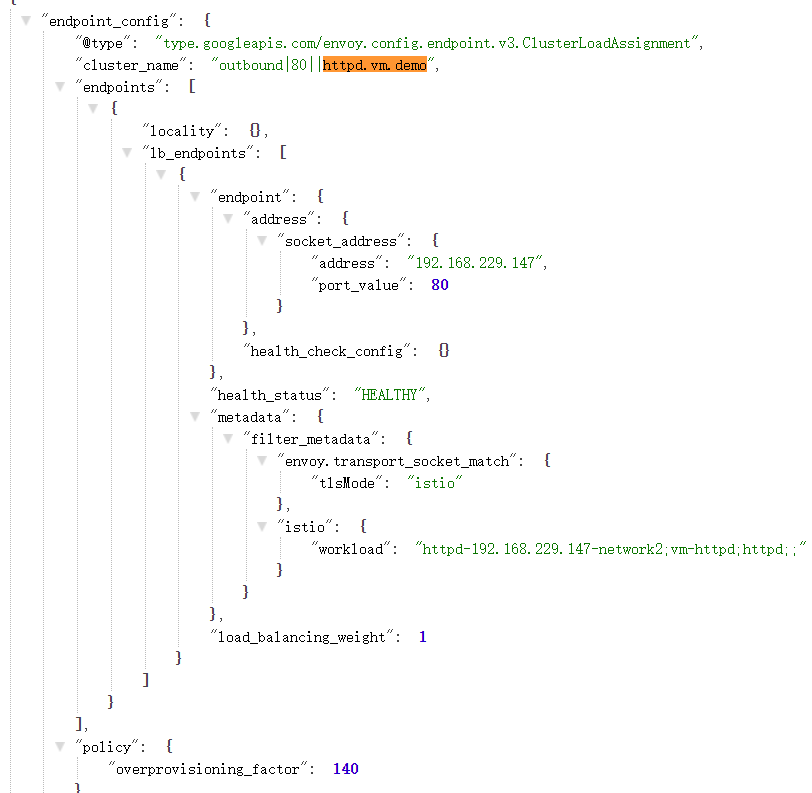 {
"endpoint_config": {
"@type": "type.googleapis.com/envoy.config.endpoint.v3.ClusterLoadAssignment",
"cluster_name": "outbound|80||httpd.vm.demo",
"endpoints": [
{
"locality": {},
"lb_endpoints": [
{
"endpoint": {
"address": {
"socket_address": {
"address": "192.168.229.147",
"port_value": 80
}
},
"health_check_config": {}
},
"health_status": "HEALTHY",
"metadata": {
"filter_metadata": {
"envoy.transport_socket_match": {
"tlsMode": "istio"
},
"istio": {
"workload": "httpd-192.168.229.147-network2;vm-httpd;httpd;;"
}
}
},
"load_balancing_weight": 1
}
]
}
],
"policy": {
"overprovisioning_factor": 140
}